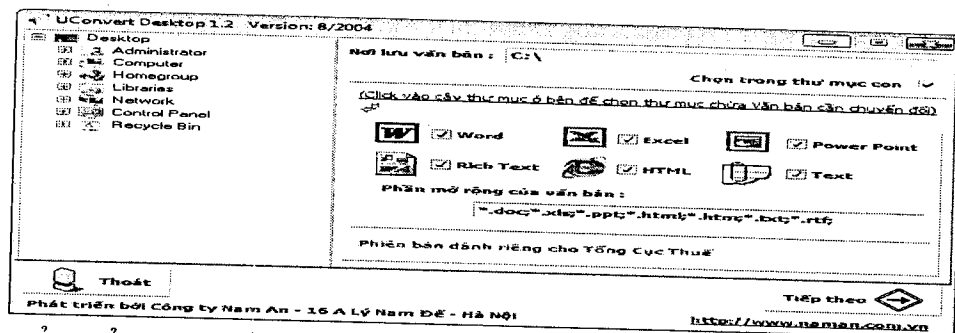 UConvert Desktop 1.2 Version: 8/2004
Desktop
Administrator
Computer
Homegroup
Libraries
Network
Control Panel
Recycle Bin
Nơi lưu văn bản : C:\
Chọn trong thư mục con
(Click vào cây thư mục ở bên để chọn thư mục chứa Văn bản cần chuyển đổi)
Word Excel Power Point
Rich Text HTML Text
Phần mở rộng của văn bản :
*.doc;*.xls;*.ppt;*.html;*.htm;*.txt;*.rtf;
Phiên bản dành riêng cho Tổng Cục Thuế
Thoát Tiếp theo
Phát triển bởi Công ty Nam An - 16 A Lý Nam Đế - Hà Nội http://www.naman.com.vn